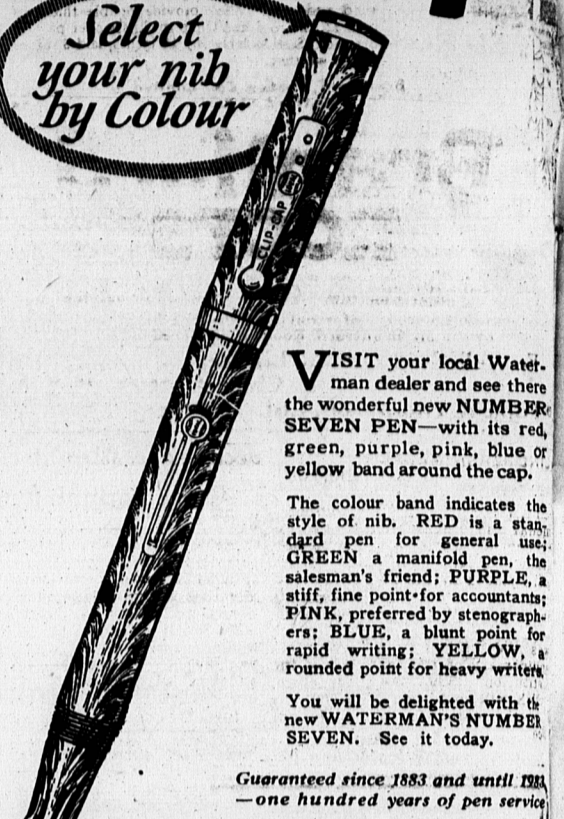 Select
your nib
by Colour
CLIP-CAP
VISIT your local Water-
man dealer and see there
the wonderful new NUMBER
SEVEN PEN—with its red,
green, purple, pink, blue or
yellow band around the cap.
The colour band indicates the
style of nib. RED is a stan-
dard pen for general use;
GREEN a manifold pen, the
salesman's friend; PURPLE, a
stiff, fine point for accountants;
PINK, preferred by stenograph-
ers; BLUE, a blunt point for
rapid writing; YELLOW, a
rounded point for heavy writers.
You will be delighted with the
new WATERMAN'S NUMBER
SEVEN. See it today.
Guaranteed since 1883 and until 1983
—one hundred years of pen service